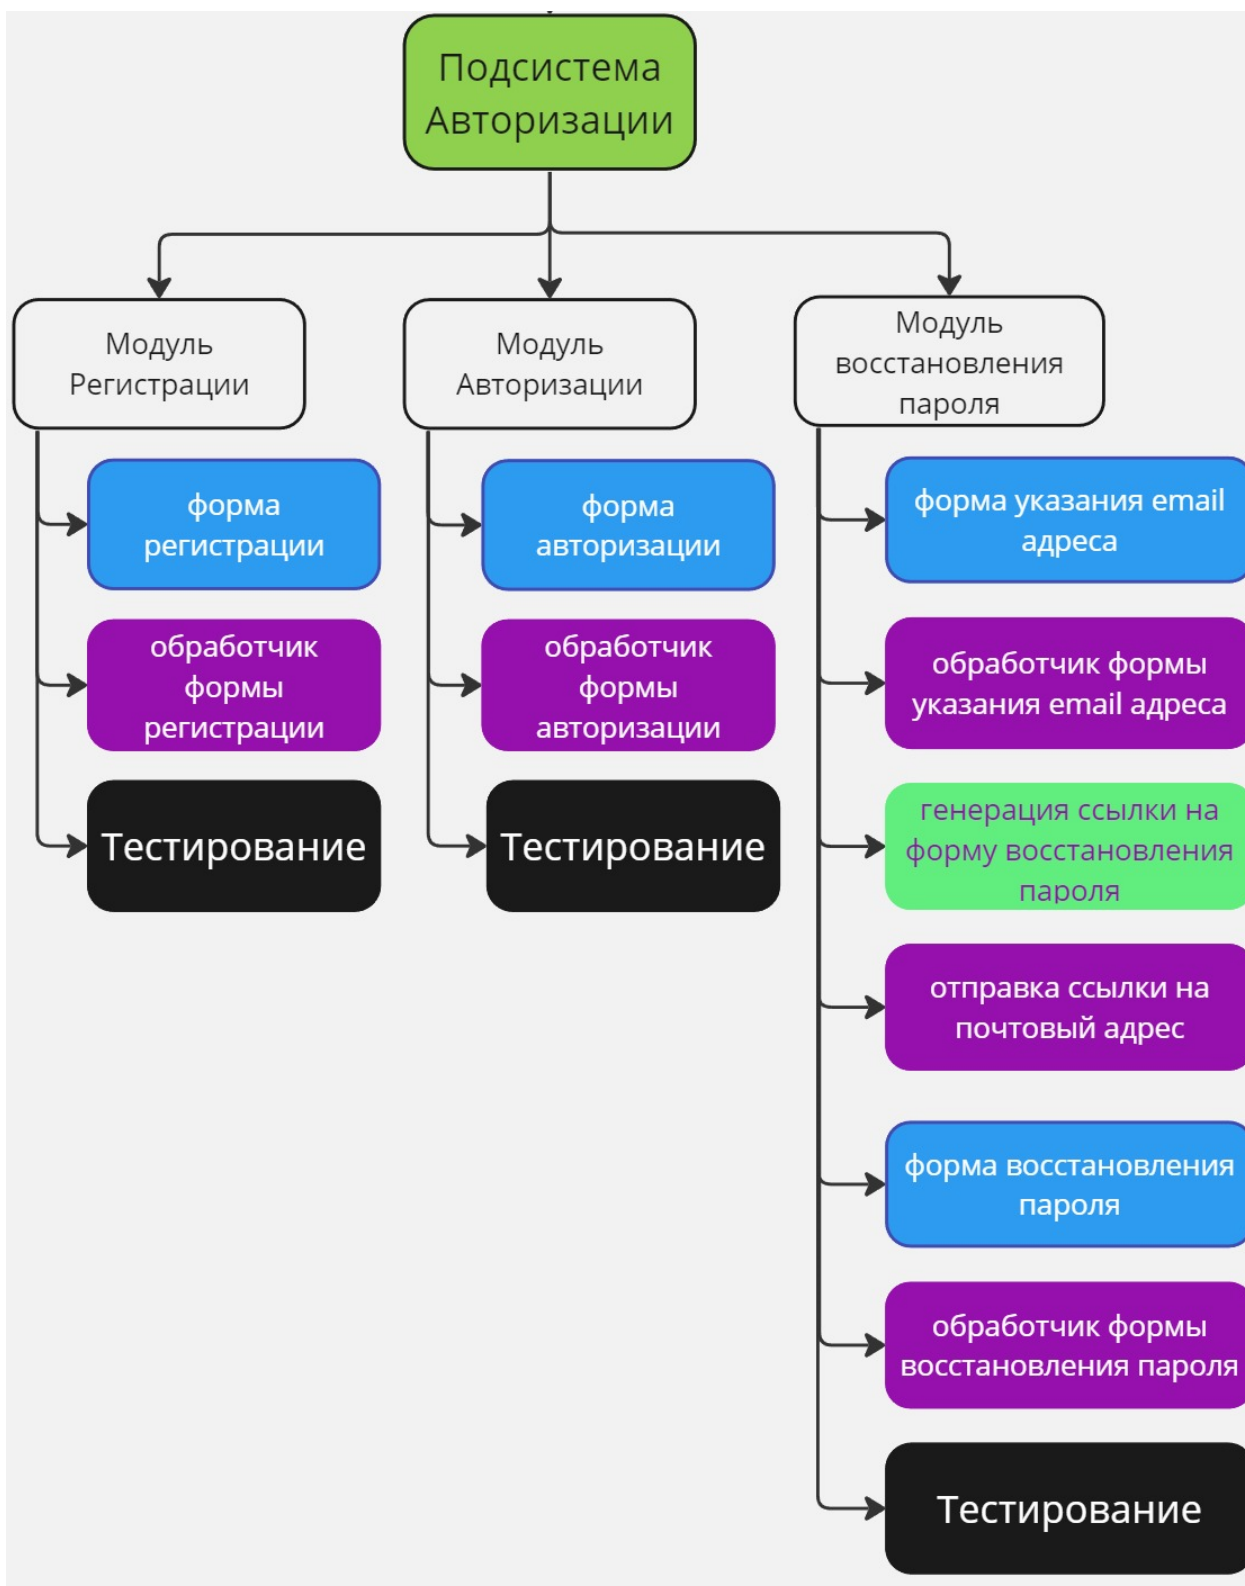 Подсистема
Авторизации
Модуль
Регистрации
форма
регистрации
обработчик
формы
регистрации
Тестирование
Модуль
Авторизации
форма
авторизации
обработчик
формы
авторизации
Тестирование
Модуль
восстановления
пароля
форма указания email
адреса
обработчик формы
указания email адреса
генерация ссылки на
форму восстановления
пароля
отправка ссылки на
почтовый адрес
форма восстановления
пароля
обработчик формы
восстановления пароля
Тестирование